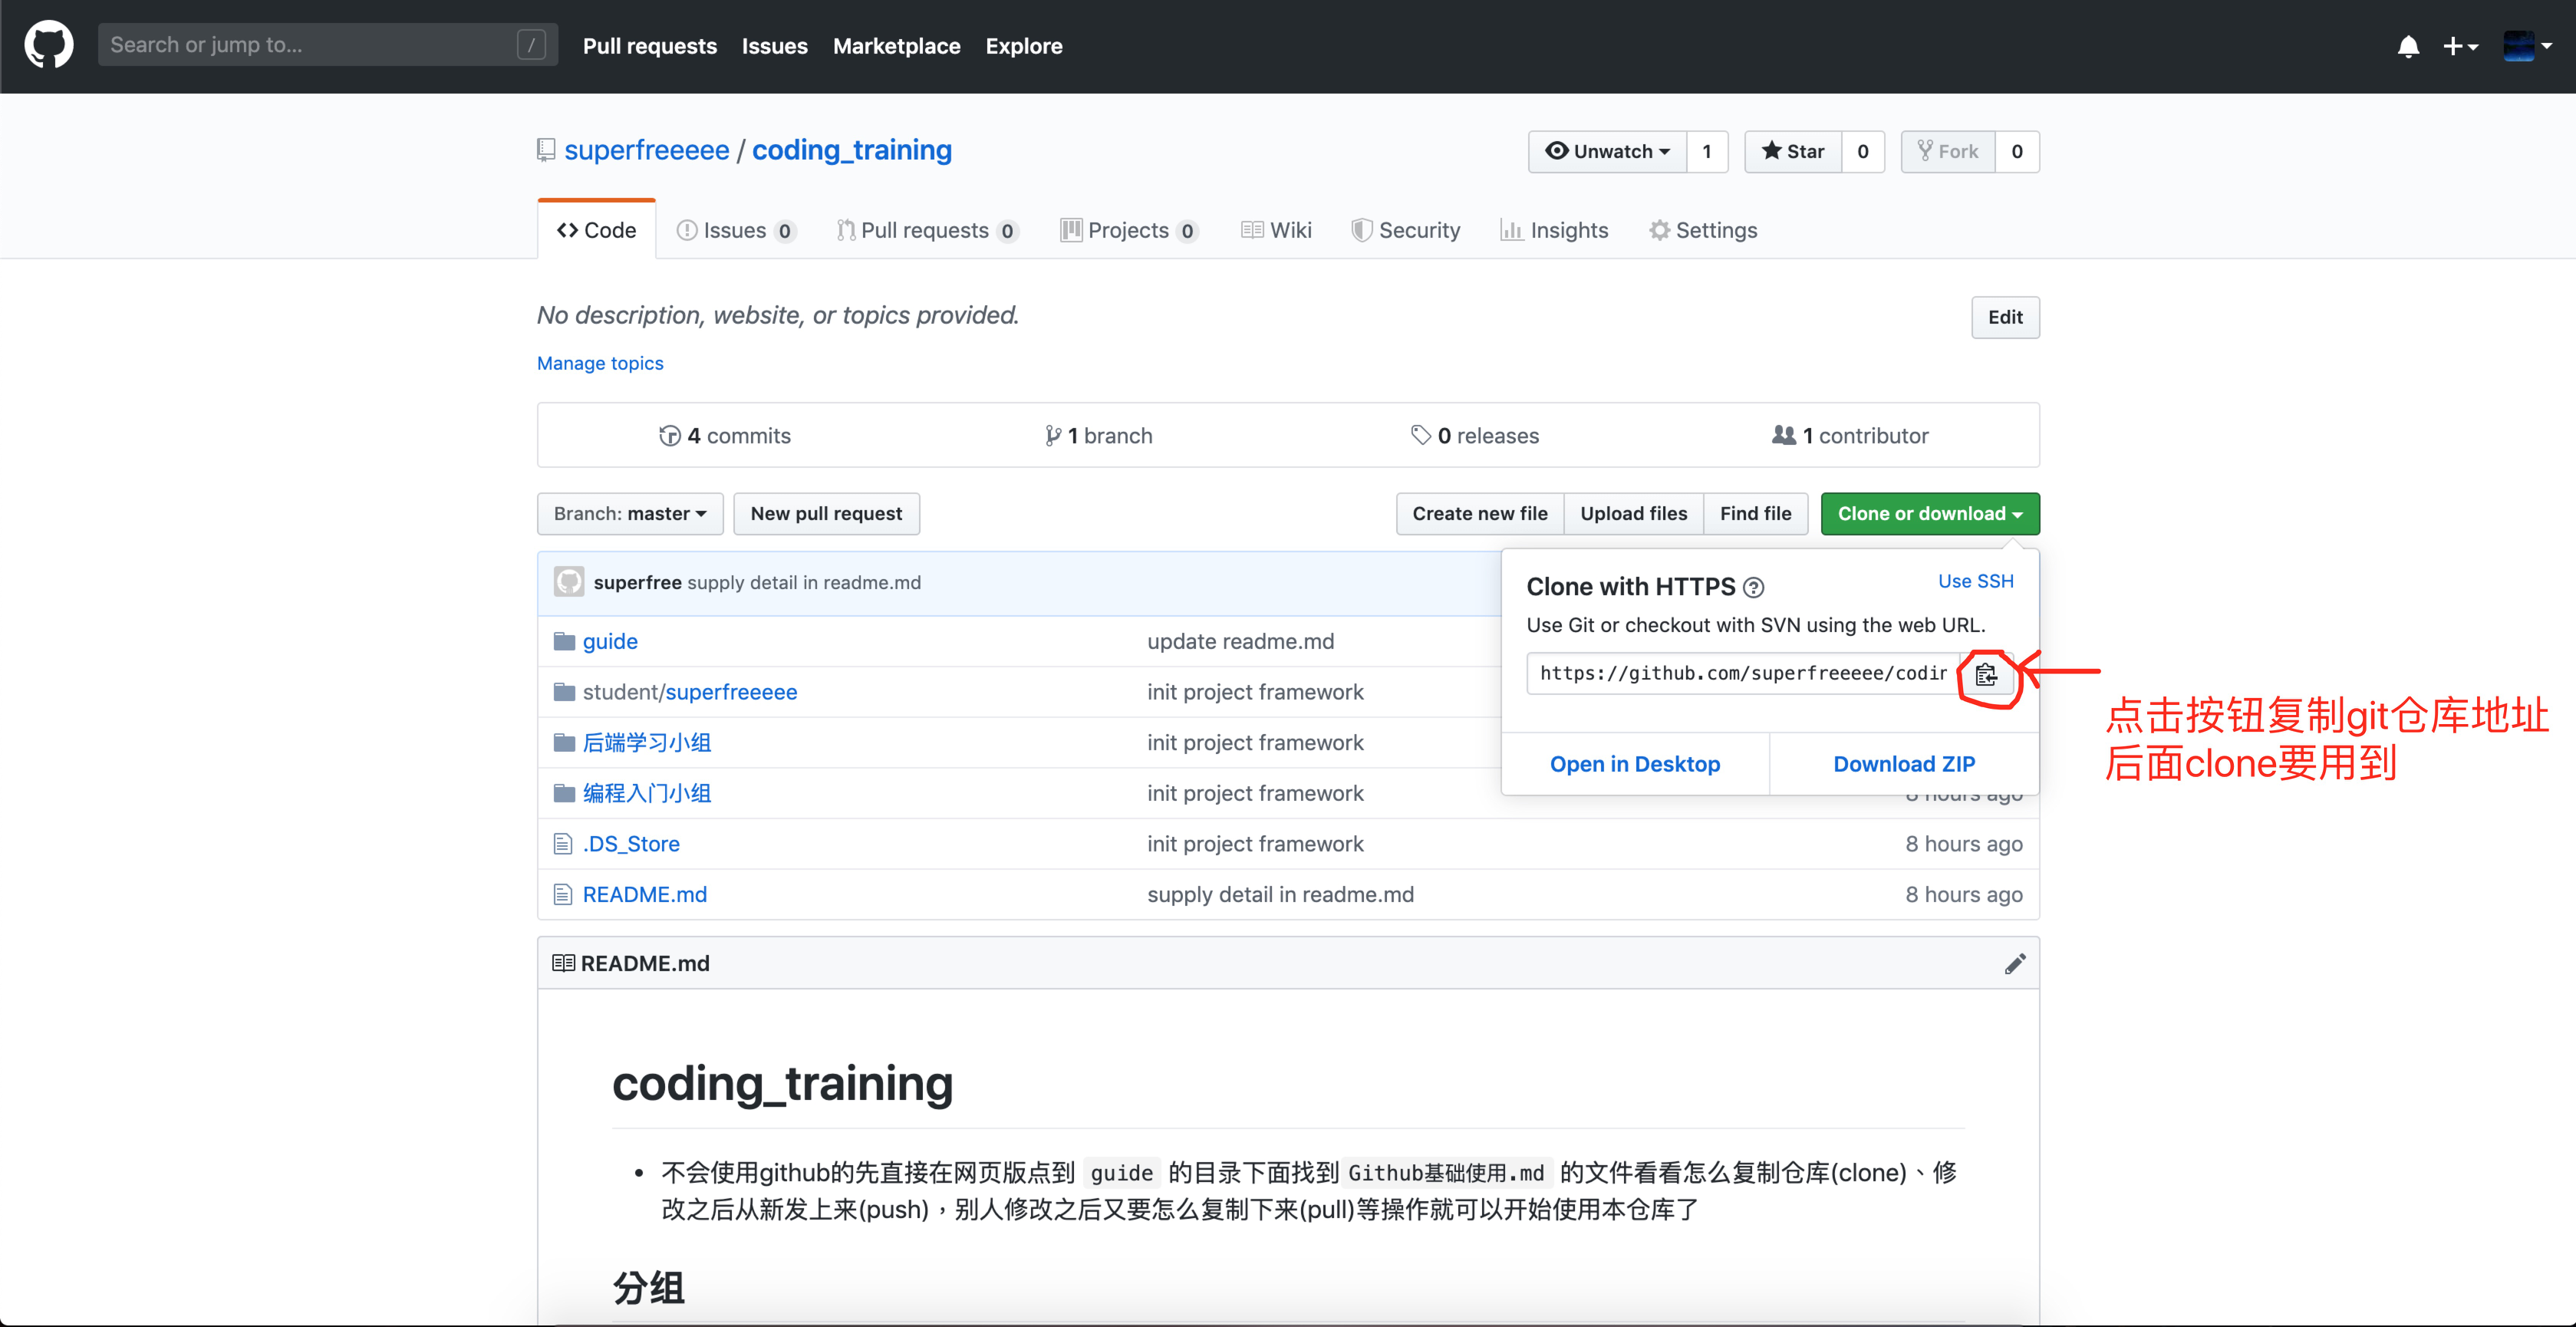 Search or jump to... /
Pull requests Issues Marketplace Explore
superfreeeee / coding_training
Unwatch 1 Star 0 Fork 0
Code Issues 0 Pull requests 0 Projects 0 Wiki Security Insights Settings
No description, website, or topics provided.
Edit
Manage topics
4 commits 1 branch 0 releases 1 contributor
Branch: master New pull request Create new file Upload files Find file Clone or download
superfree supply detail in readme.md
Clone with HTTPS ? Use SSH
Use Git or checkout with SVN using the web URL.
https://github.com/superfreeeee/codir
Open in Desktop Download ZIP
点击按钮复制git仓库地址
后面clone要用到
guide update readme.md
student/superfreeeee init project framework
后端学习小组 init project framework
编程入门小组 init project framework 8 hours ago
.DS_Store init project framework 8 hours ago
README.md supply detail in readme.md 8 hours ago
README.md
coding_training
不会使用github的先直接在网页版点到 guide 的目录下面找到 Github基础使用.md 的文件看看怎么复制仓库(clone)、修
改之后从新发上来(push)，别人修改之后又要怎么复制下来(pull)等操作就可以开始使用本仓库了
分组